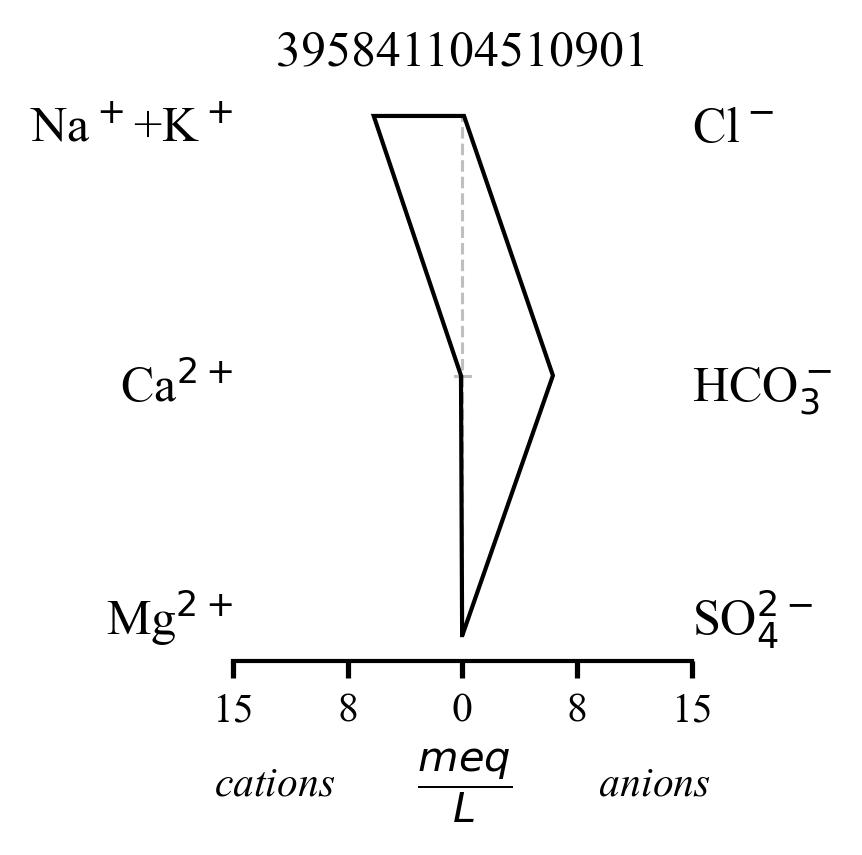 395841104510901
Na⁺+K⁺ Cl⁻
Ca²⁺ HCO₃⁻
Mg²⁺ SO₄²⁻
15 8 0 8 15
cations meq/L anions